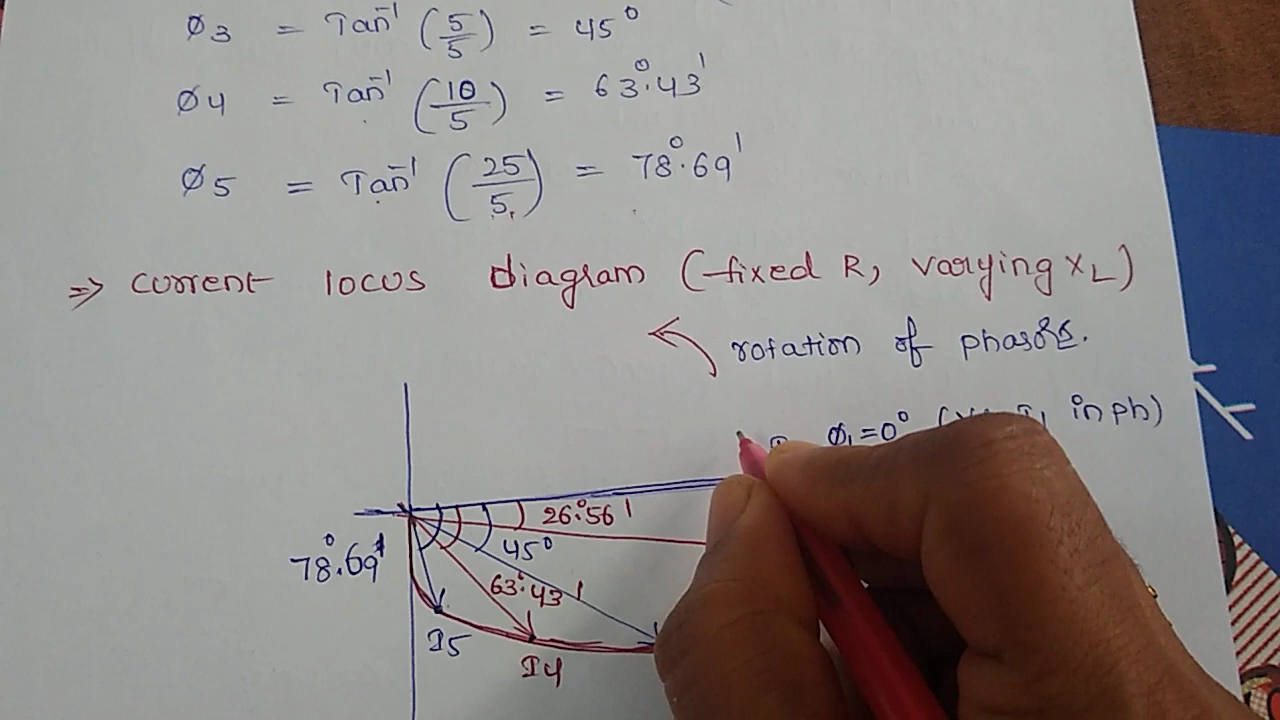 Ø3 = Tan⁻¹ (5/5) = 45°
Ø4 = Tan⁻¹ (10/5) = 63°.43'
Ø5 = Tan⁻¹ (25/5) = 78°.69'
⇒ current locus diagram (fixed R, varying XL)
rotation of phasors.
Ø1=0° ( in ph)
26°.56'
45°
78°.69'
63°.43'
I5
I4